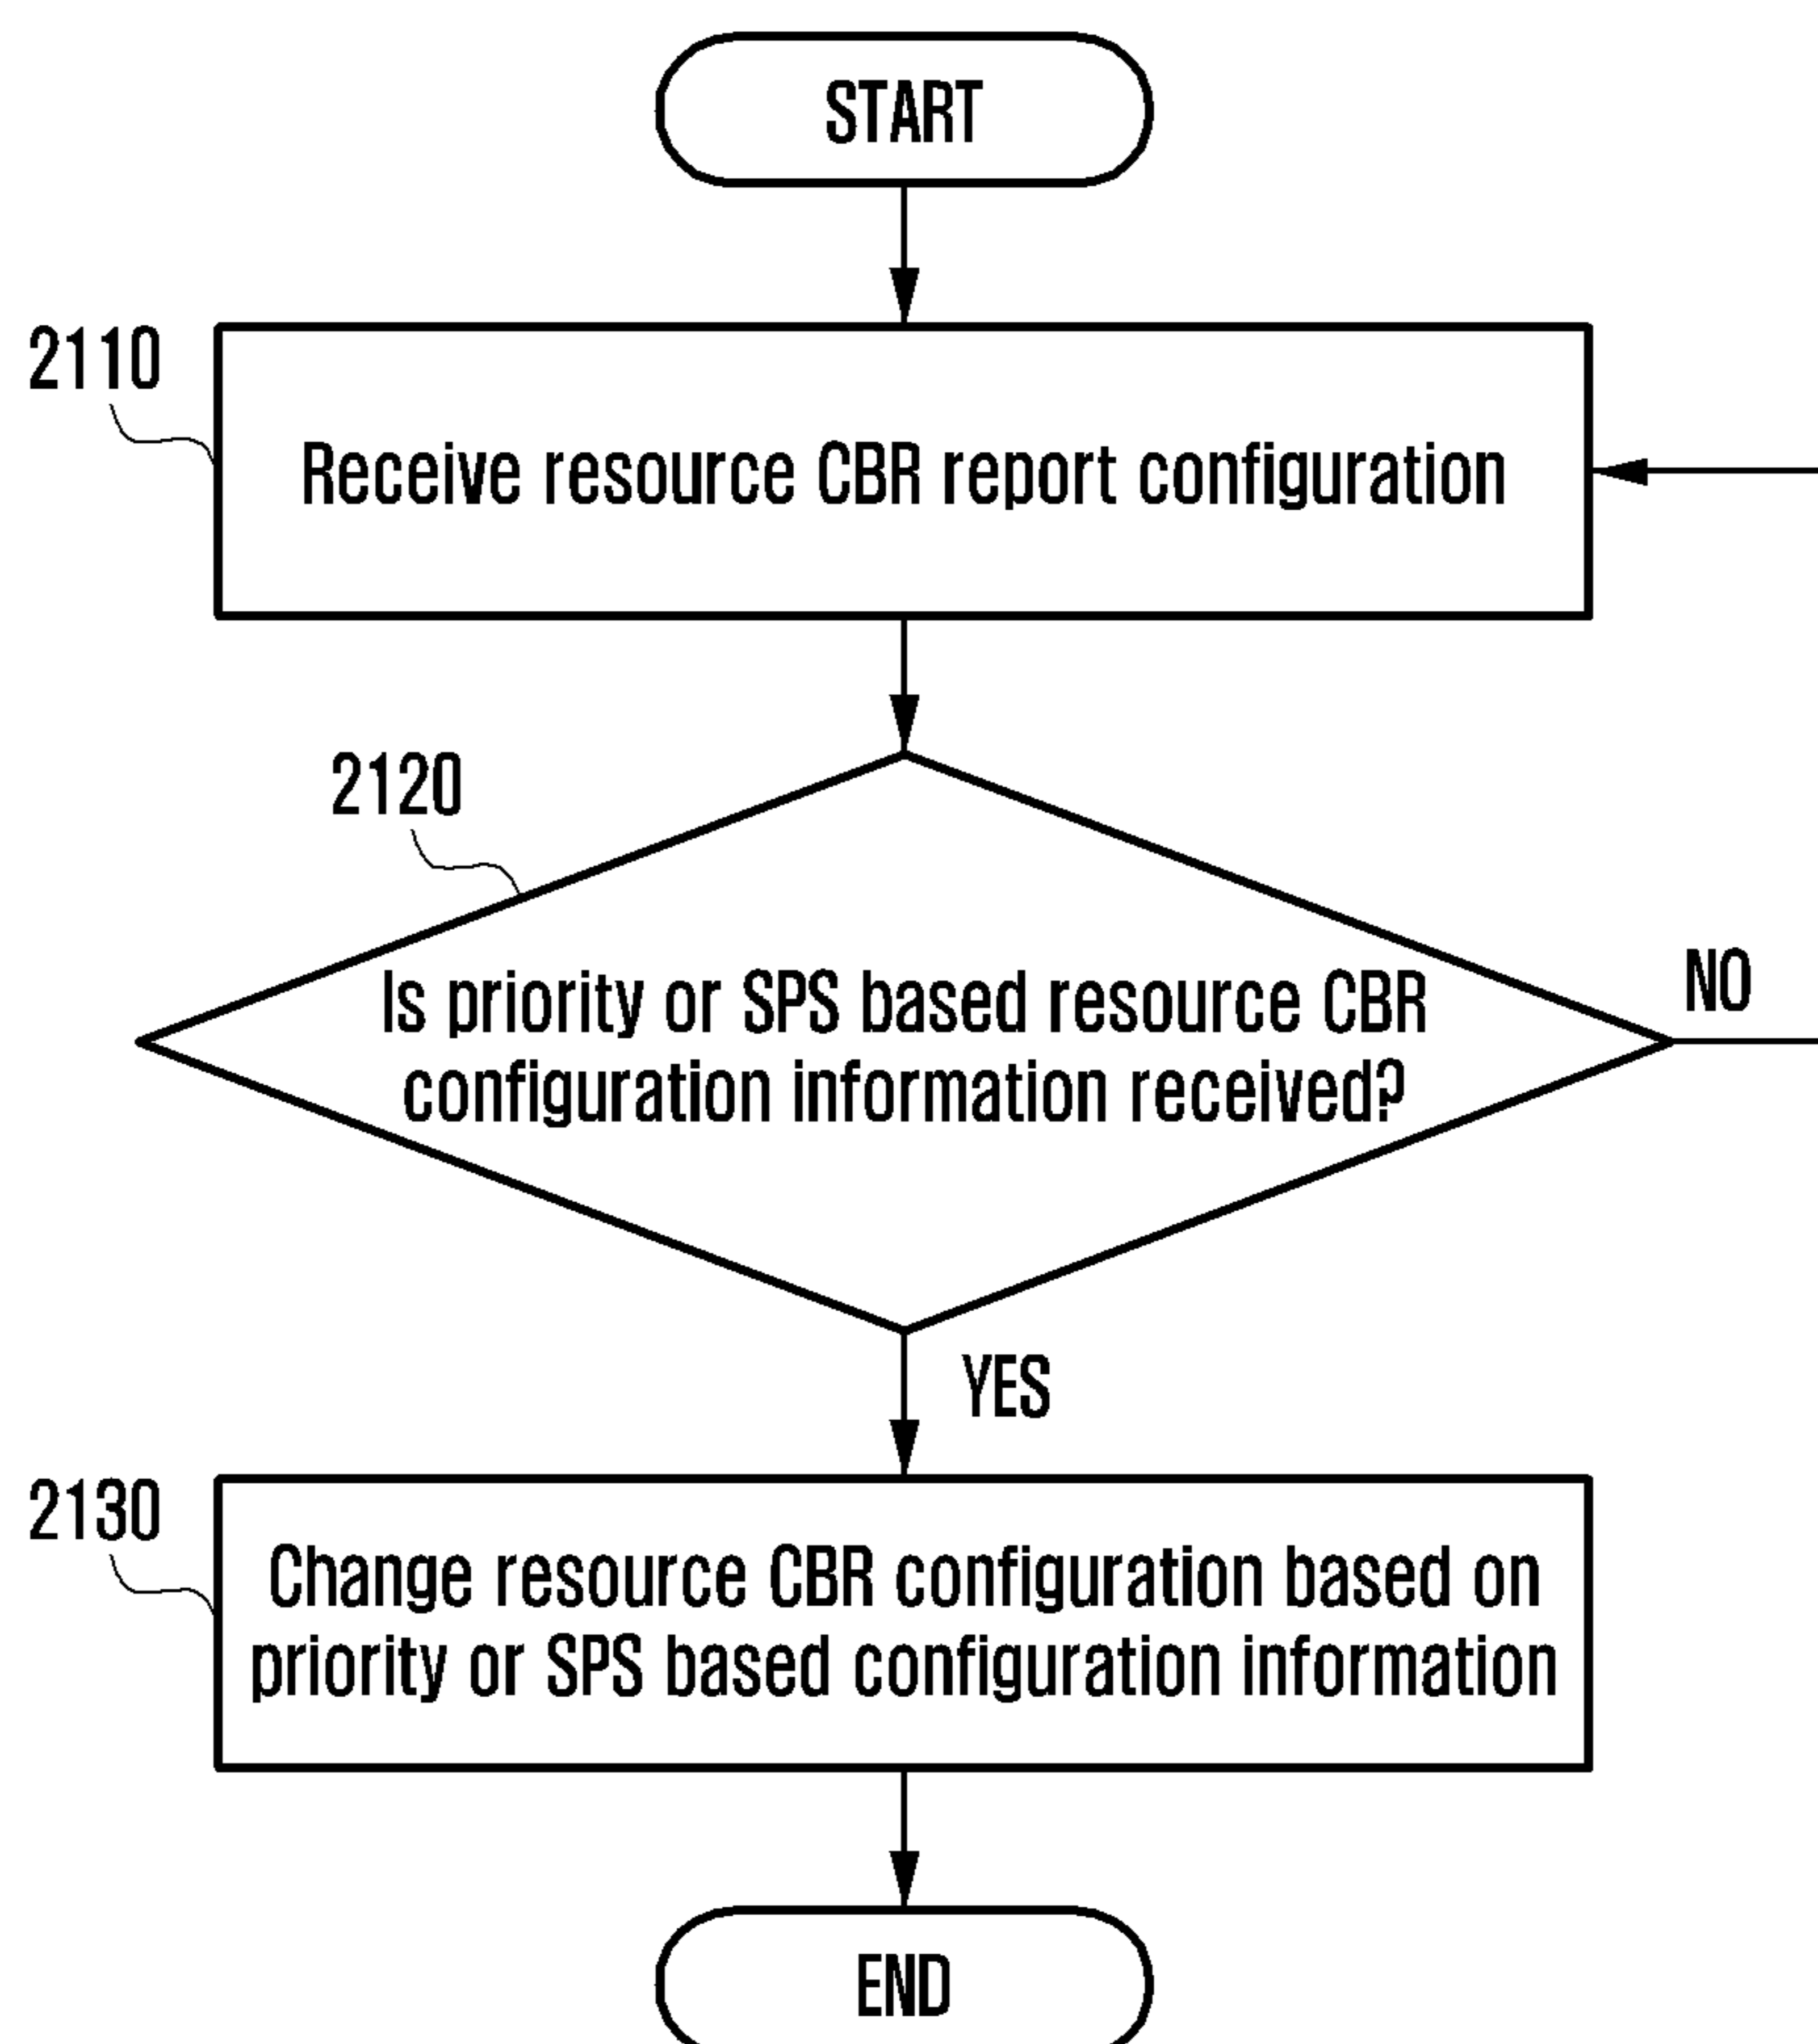 START
2110
Receive resource CBR report configuration
2120
Is priority or SPS based resource CBR
configuration information received?
NO
YES
2130
Change resource CBR configuration based on
priority or SPS based configuration information
END